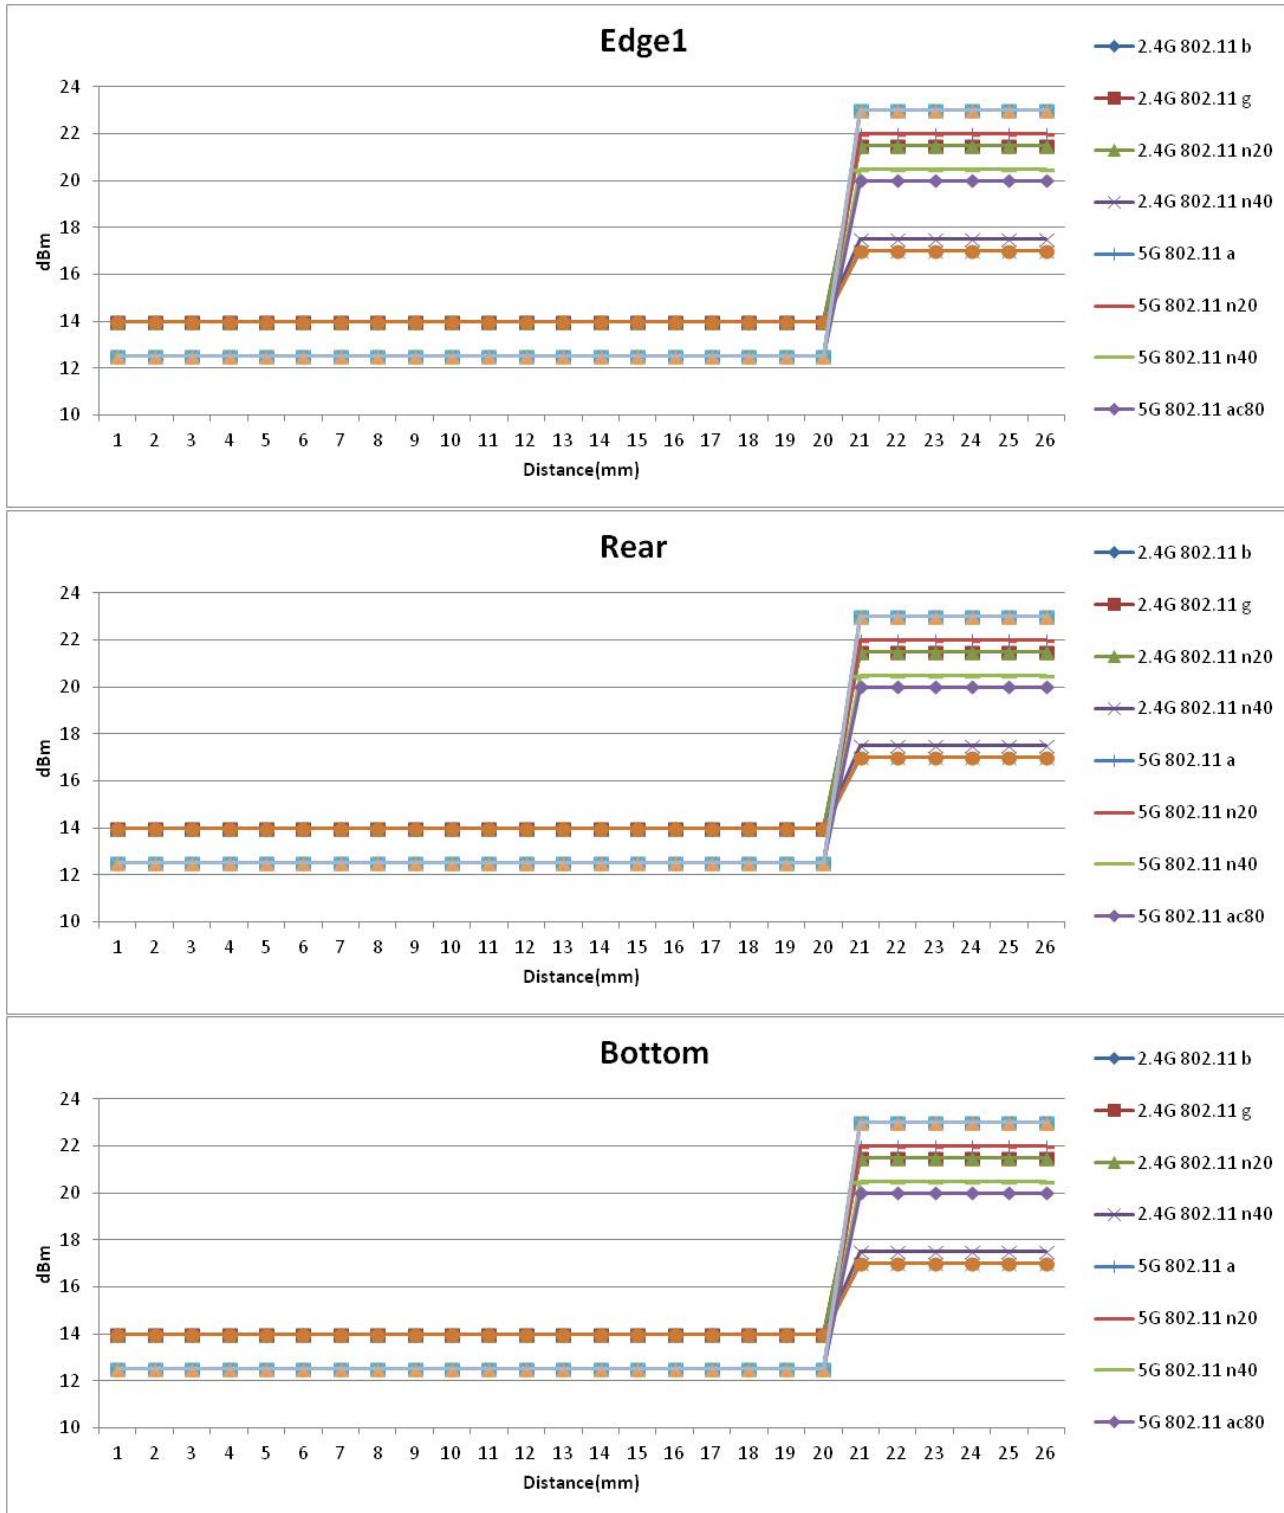 Edge1
24
22
20
18
16
14
12
10
dBm
1 2 3 4 5 6 7 8 9 10 11 12 13 14 15 16 17 18 19 20 21 22 23 24 25 26
Distance(mm)
2.4G 802.11 b
2.4G 802.11 g
2.4G 802.11 n20
2.4G 802.11 n40
5G 802.11 a
5G 802.11 n20
5G 802.11 n40
5G 802.11 ac80
Rear
24
22
20
18
16
14
12
10
dBm
1 2 3 4 5 6 7 8 9 10 11 12 13 14 15 16 17 18 19 20 21 22 23 24 25 26
Distance(mm)
2.4G 802.11 b
2.4G 802.11 g
2.4G 802.11 n20
2.4G 802.11 n40
5G 802.11 a
5G 802.11 n20
5G 802.11 n40
5G 802.11 ac80
Bottom
24
22
20
18
16
14
12
10
dBm
1 2 3 4 5 6 7 8 9 10 11 12 13 14 15 16 17 18 19 20 21 22 23 24 25 26
Distance(mm)
2.4G 802.11 b
2.4G 802.11 g
2.4G 802.11 n20
2.4G 802.11 n40
5G 802.11 a
5G 802.11 n20
5G 802.11 n40
5G 802.11 ac80